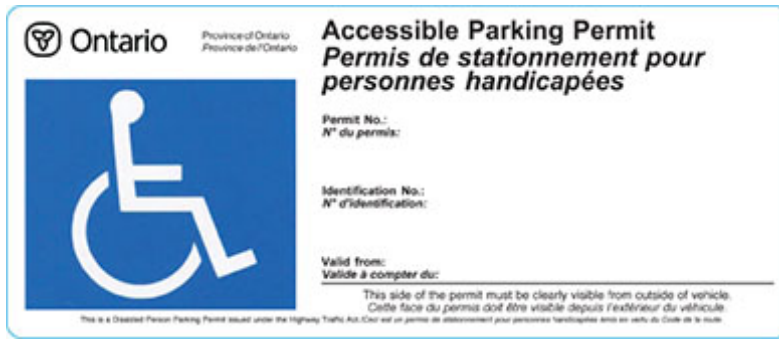 Ontario
Province of Ontario
Province de l'Ontario
Accessible Parking Permit
Permis de stationnement pour
personnes handicapées
Permit No.:
N° du permis:
Identification No.:
N° d'identification:
Valid from:
Valide à compter du:
This side of the permit must be clearly visible from outside of vehicle.
Cette face du permis doit être visible depuis l'extérieur du véhicule.
This is a Disabled Person Parking Permit issued under the Highway Traffic Act./Ceci est un permis de stationnement pour personnes handicapées émis en vertu du Code de la route.